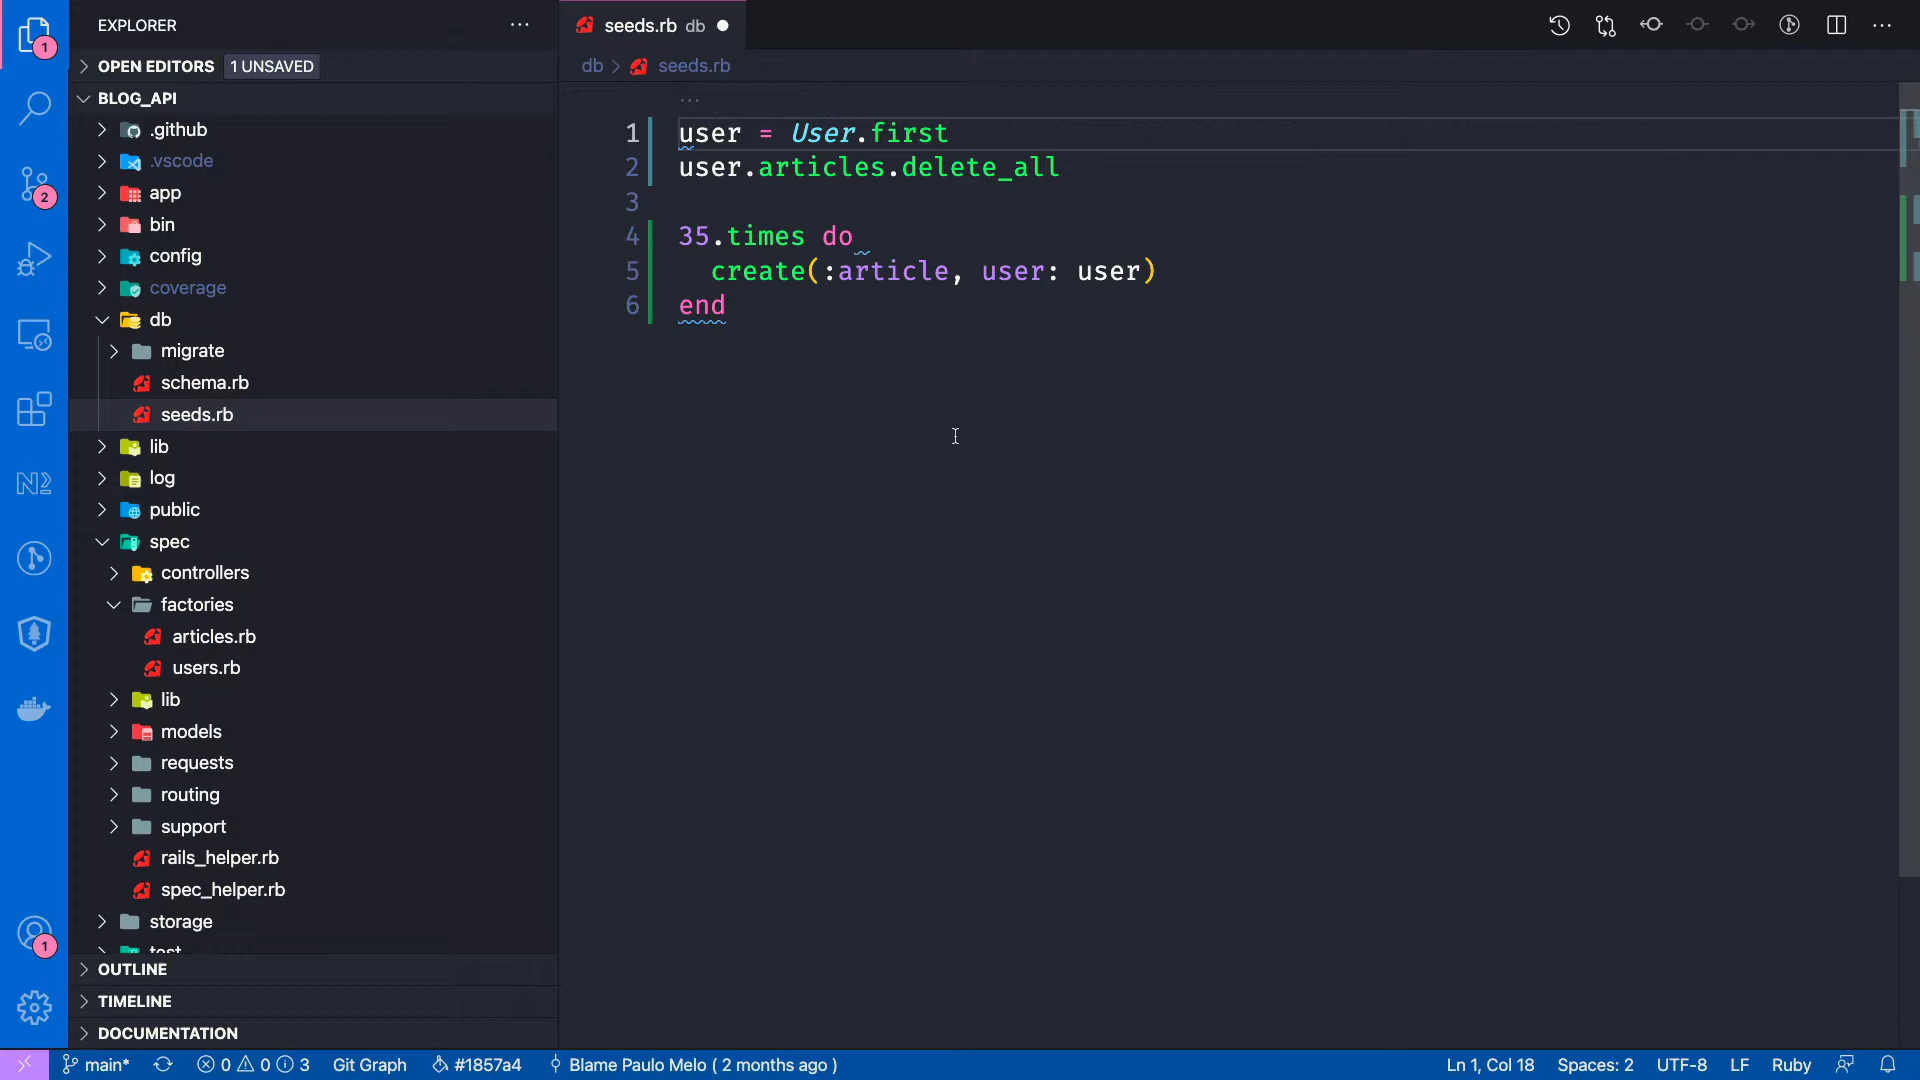 EXPLORER
OPEN EDITORS 1 UNSAVED
BLOG_API
.github
.vscode
app
bin
config
coverage
db
migrate
schema.rb
seeds.rb
lib
log
public
spec
controllers
factories
articles.rb
users.rb
lib
models
requests
routing
support
rails_helper.rb
spec_helper.rb
storage
test
OUTLINE
TIMELINE
DOCUMENTATION
1
2
1
seeds.rb db
db > seeds.rb
1 user = User.first
2 user.articles.delete_all
3
4 35.times do
5 create(:article, user: user)
6 end
main* 0 0 3 Git Graph #1857a4 Blame Paulo Melo ( 2 months ago ) Ln 1, Col 18 Spaces: 2 UTF-8 LF Ruby